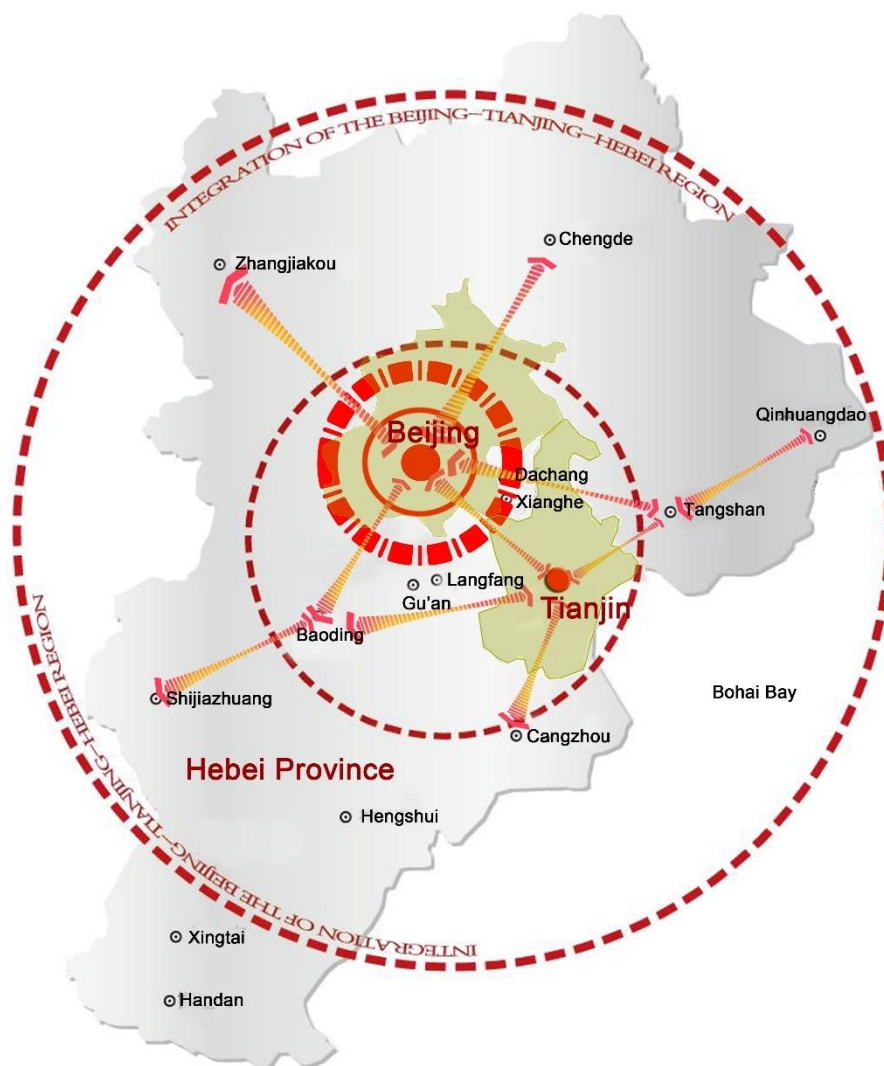 INTEGRATION OF THE BEIJING-TIANJING-HEBEI REGION
Chengde
Zhangjiakou
Qinhuangdao
Beijing
Dachang
Xianghe
Tangshan
Langfang
Gu'an
Tianjin
Baoding
Shijiazhuang
Bohai Bay
Cangzhou
Hebei Province
Hengshui
Xingtai
Handan
INTEGRATION OF THE BEIJING-TIANJING-HEBEI REGION